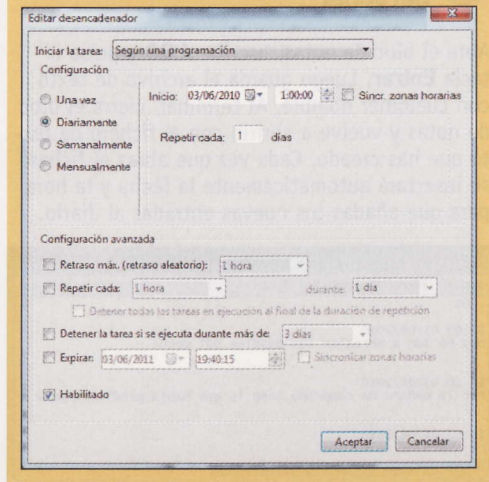 Editar desencadenador
Iniciar la tarea: Según una programación
Configuración
Una vez
Diariamente
Semanalmente
Mensualmente
Inicio: 03/06/2010 1:00:00 Sincr. zonas horarias
Repetir cada: 1 días
Configuración avanzada
Retraso máx. (retraso aleatorio): 1 hora
Repetir cada: 1 hora durante: 1 día
Detener todas las tareas en ejecución al final de la duración de repetición
Detener la tarea si se ejecuta durante más de: 3 días
Expirar: 03/06/2011 19:40:15 Sincronizar zonas horarias
Habilitado
Aceptar Cancelar